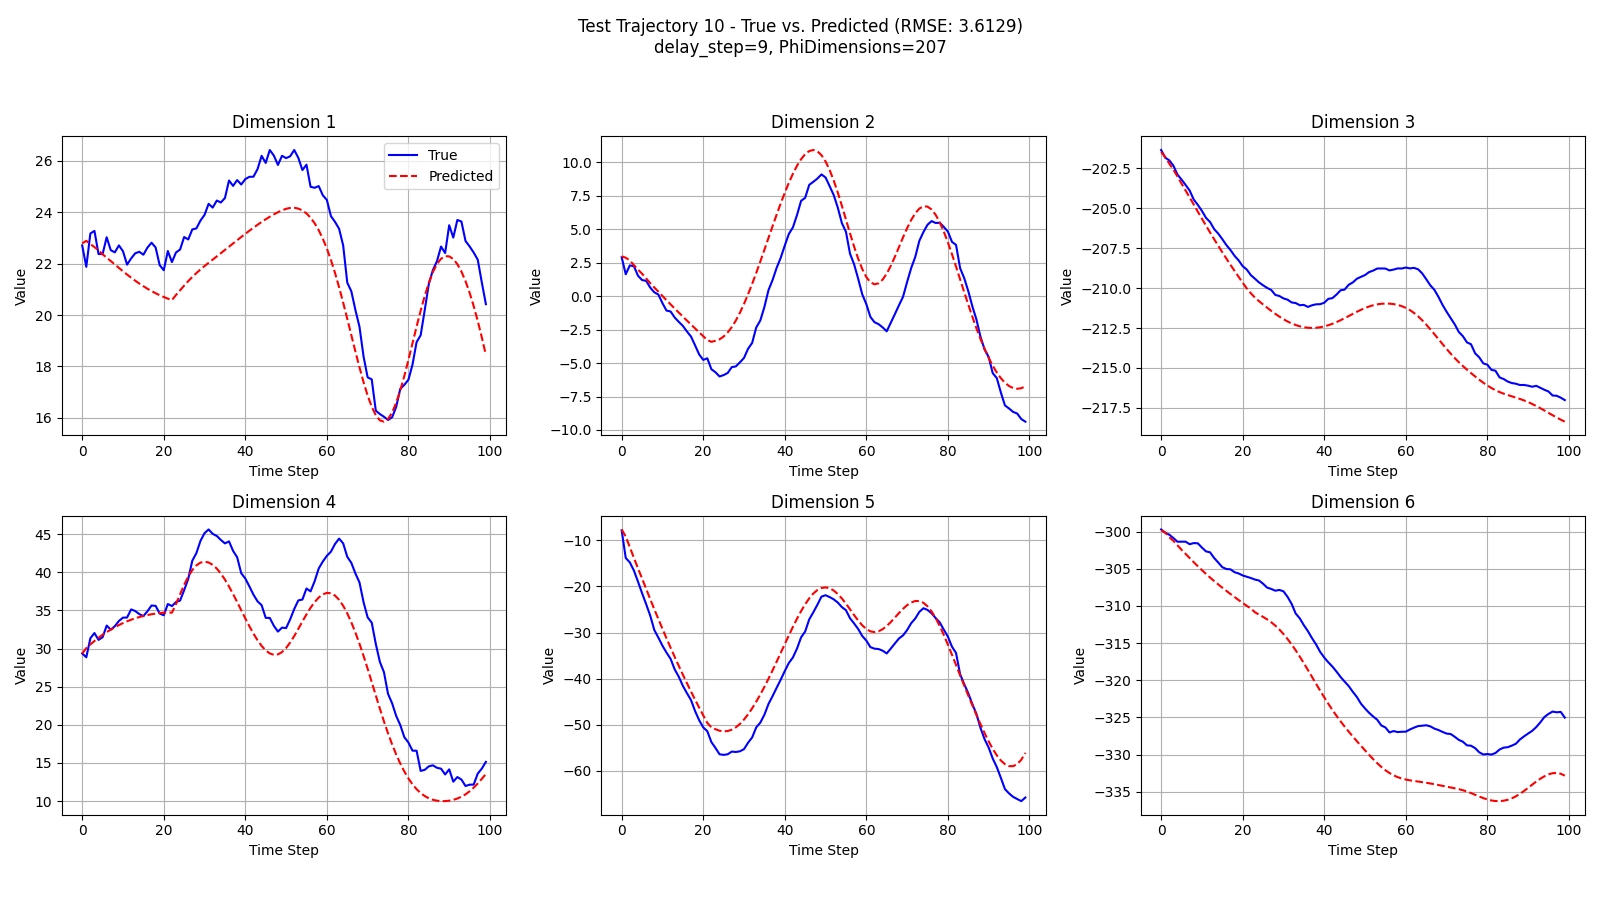 Test Trajectory 10 - True vs. Predicted (RMSE: 3.6129)
delay_step=9, PhiDimensions=207
Dimension 1
Value
26
24
22
20
18
16
0 20 40 60 80 100
Time Step
True
Predicted
Dimension 2
Value
10.0
7.5
5.0
2.5
0.0
−2.5
−5.0
−7.5
−10.0
0 20 40 60 80 100
Time Step
Dimension 3
Value
−202.5
−205.0
−207.5
−210.0
−212.5
−215.0
−217.5
0 20 40 60 80 100
Time Step
Dimension 4
Value
45
40
35
30
25
20
15
10
0 20 40 60 80 100
Time Step
Dimension 5
Value
−10
−20
−30
−40
−50
−60
0 20 40 60 80 100
Time Step
Dimension 6
Value
−300
−305
−310
−315
−320
−325
−330
−335
0 20 40 60 80 100
Time Step